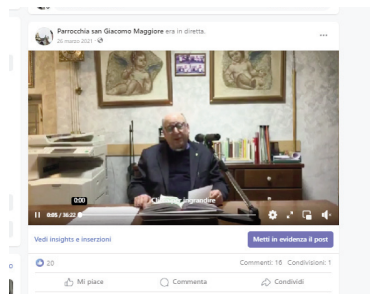 Parrocchia san Giacomo Maggiore era in diretta.
26 marzo 2021
0:00
ingrandire
0:05 / 36:22
Vedi insights e inserzioni
Metti in evidenza il post
20
Commenti: 16 Condivisioni: 1
Mi piace
Commenta
Condividi